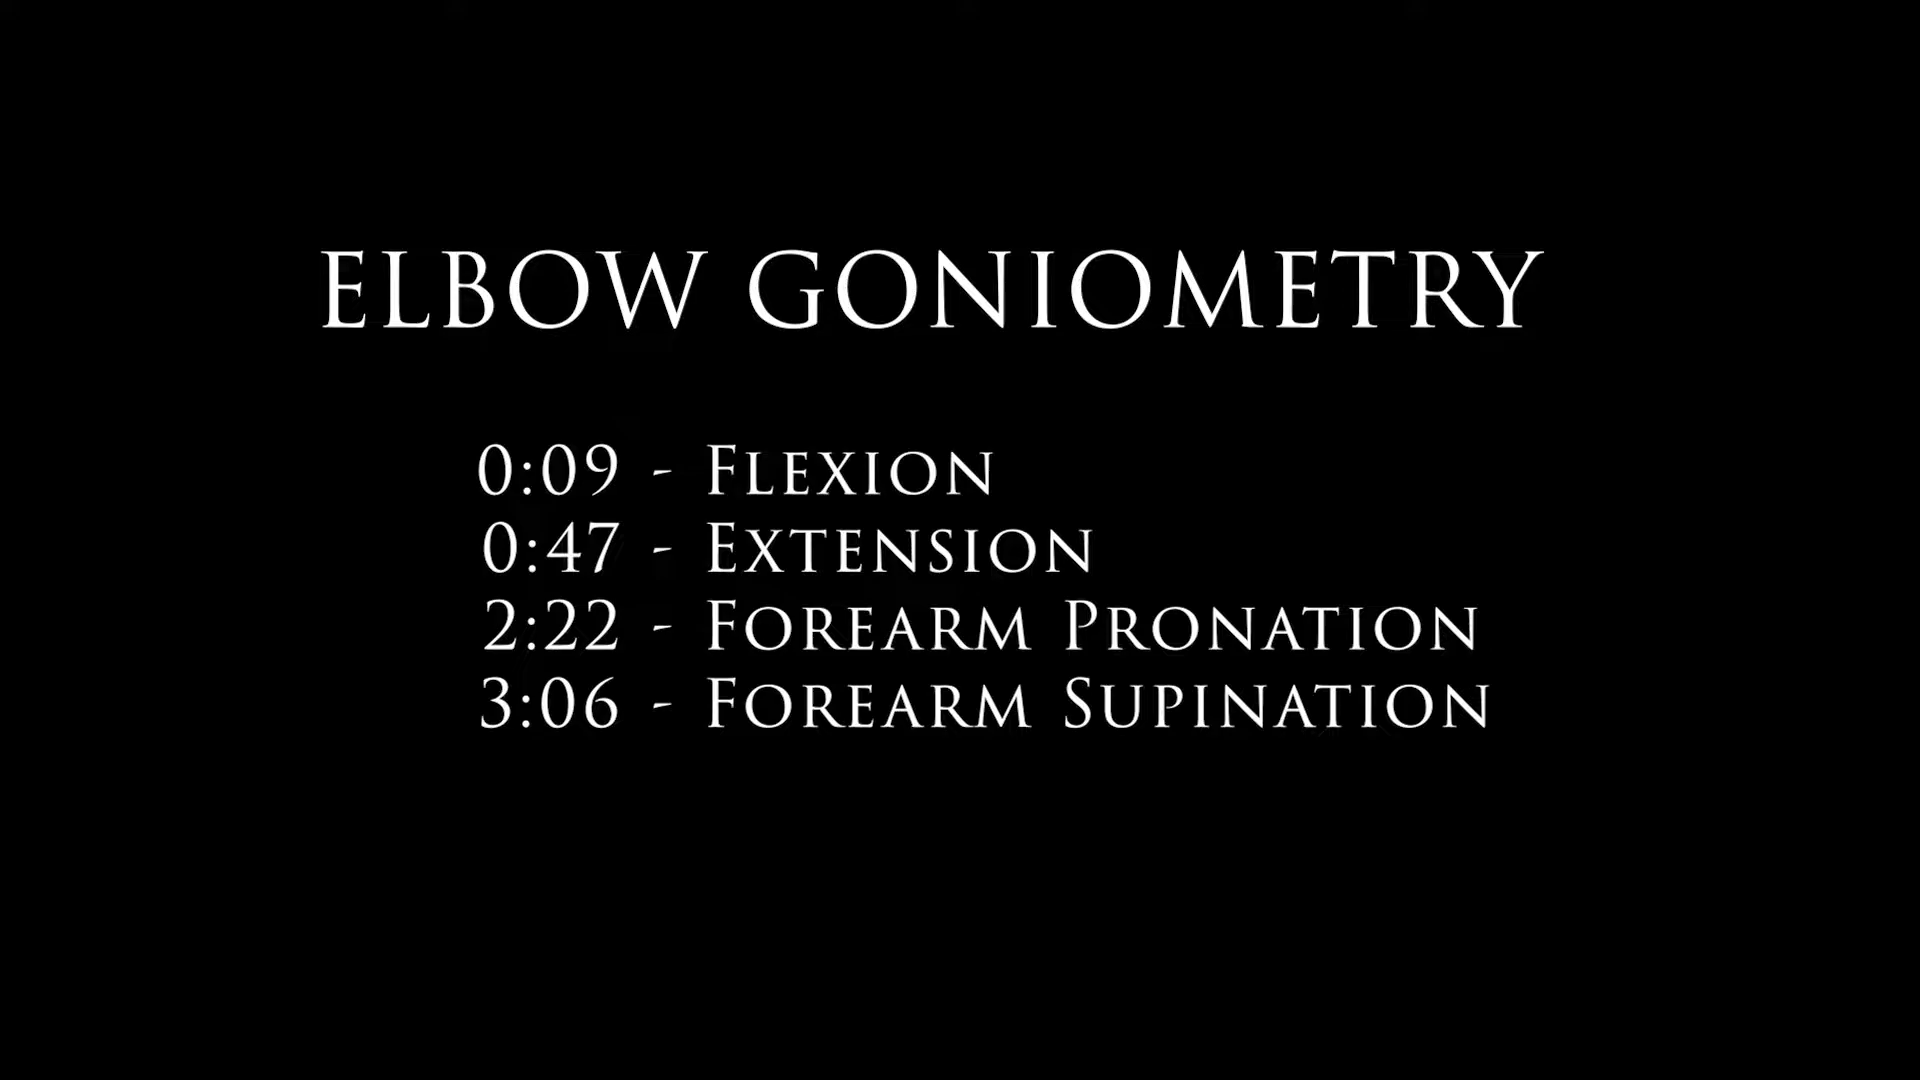 ELBOW GONIOMETRY
0:09 - FLEXION
0:47 - EXTENSION
2:22 - FOREARM PRONATION
3:06 - FOREARM SUPINATION